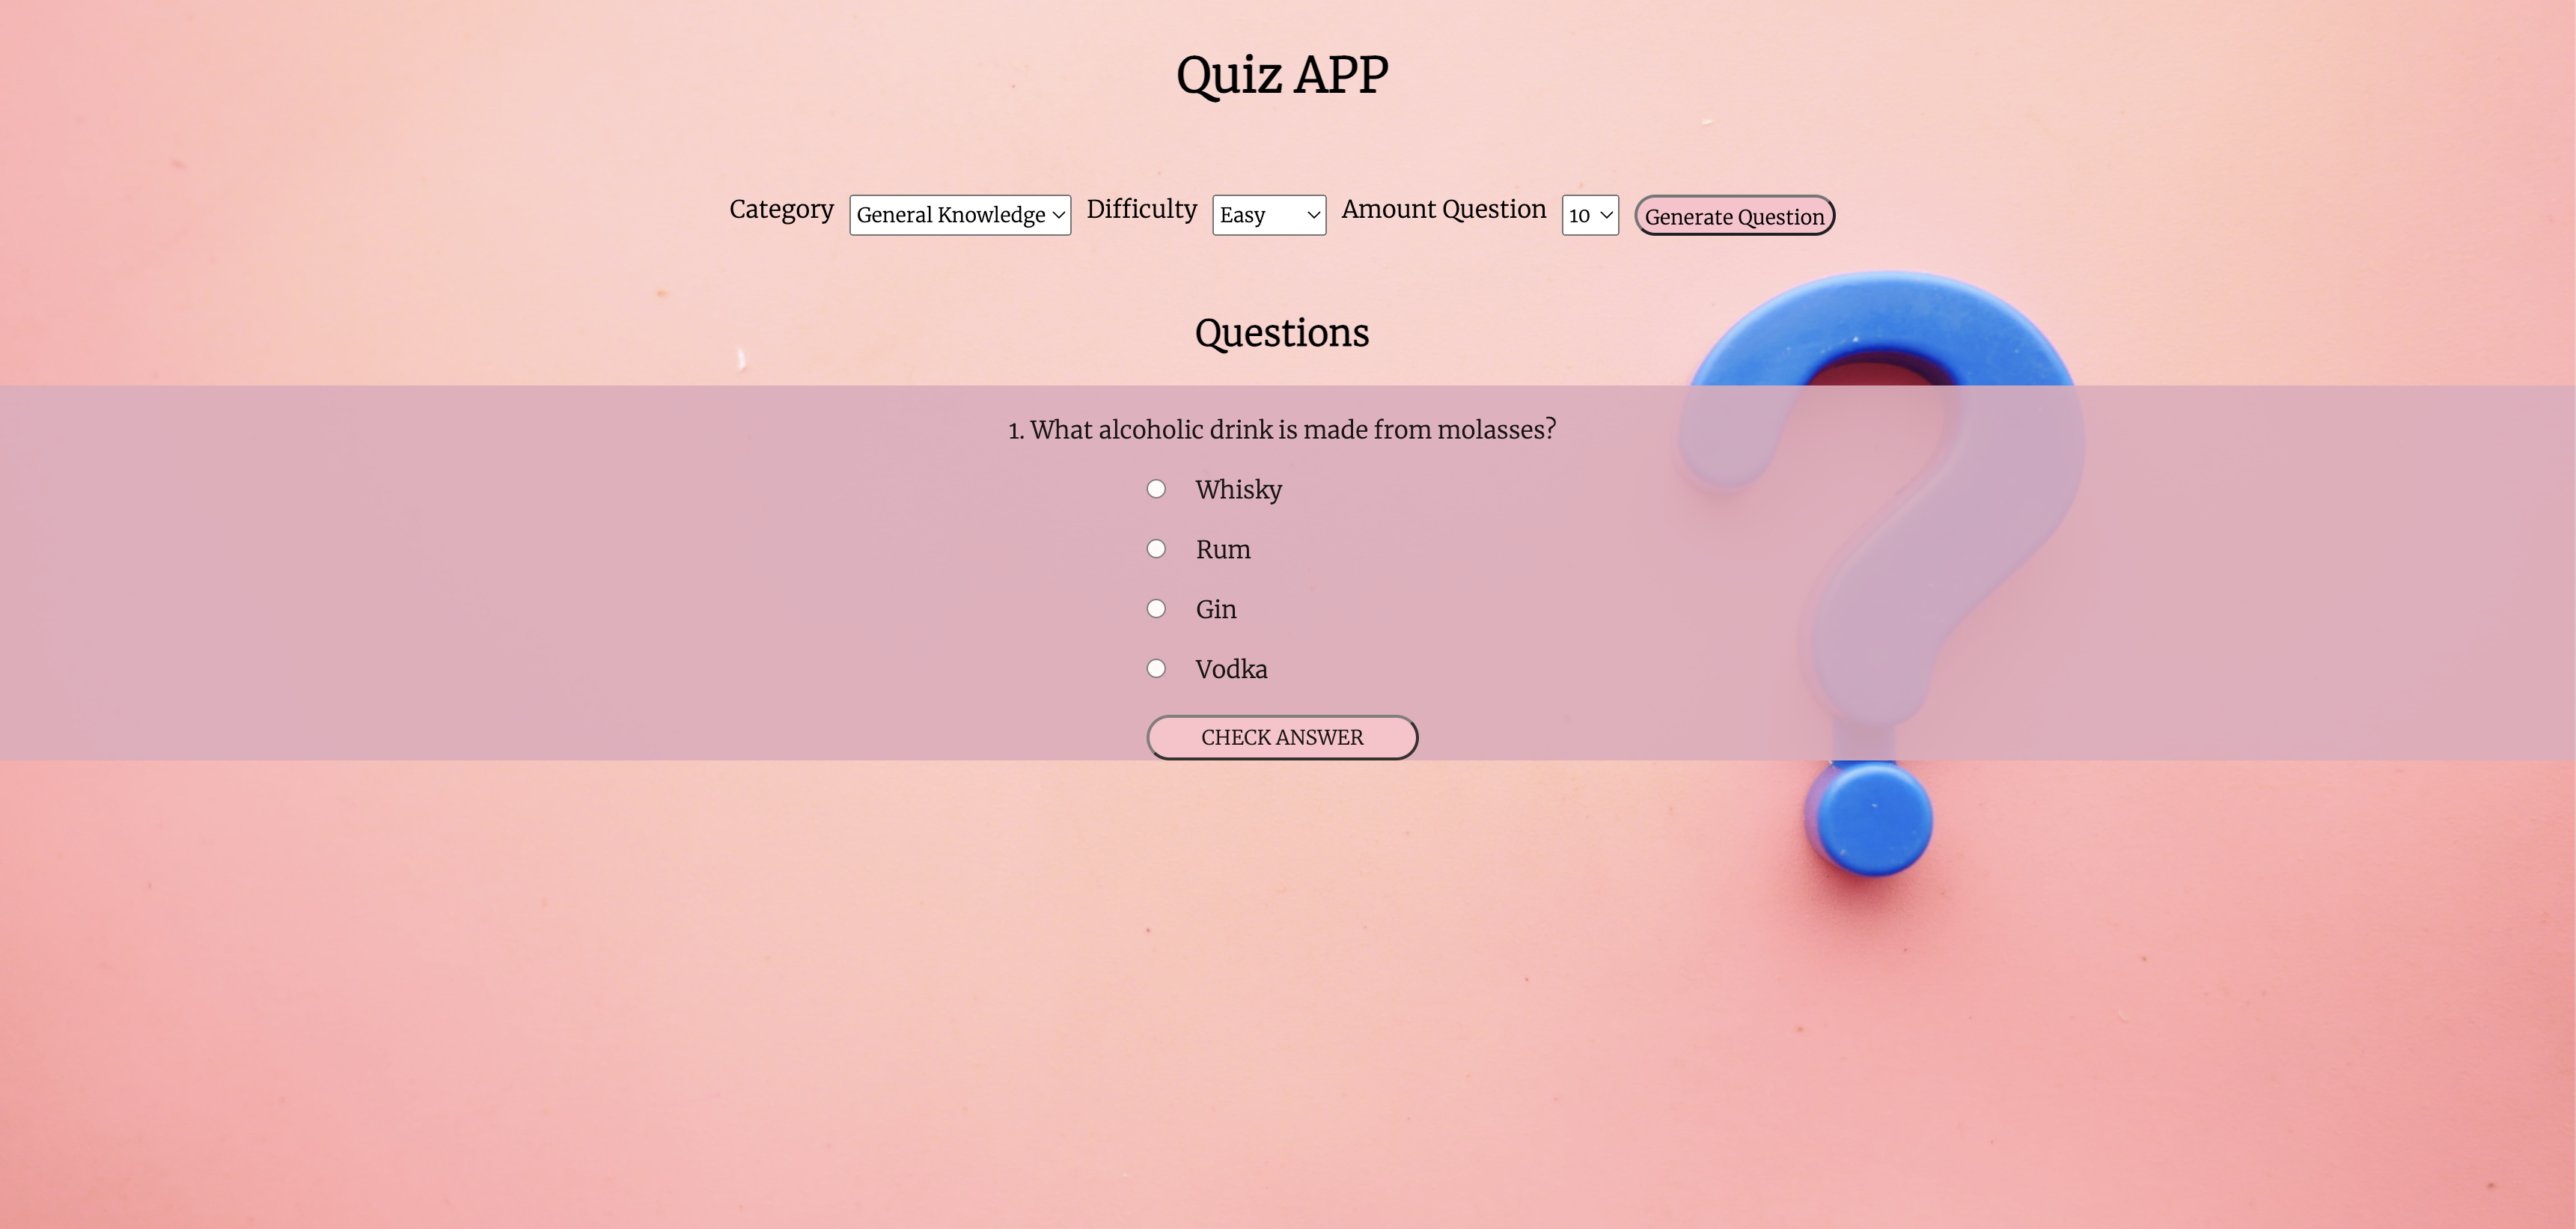 Quiz APP
Category General Knowledge Difficulty Easy Amount Question 10 Generate Question
Questions
1. What alcoholic drink is made from molasses?
Whisky
Rum
Gin
Vodka
CHECK ANSWER